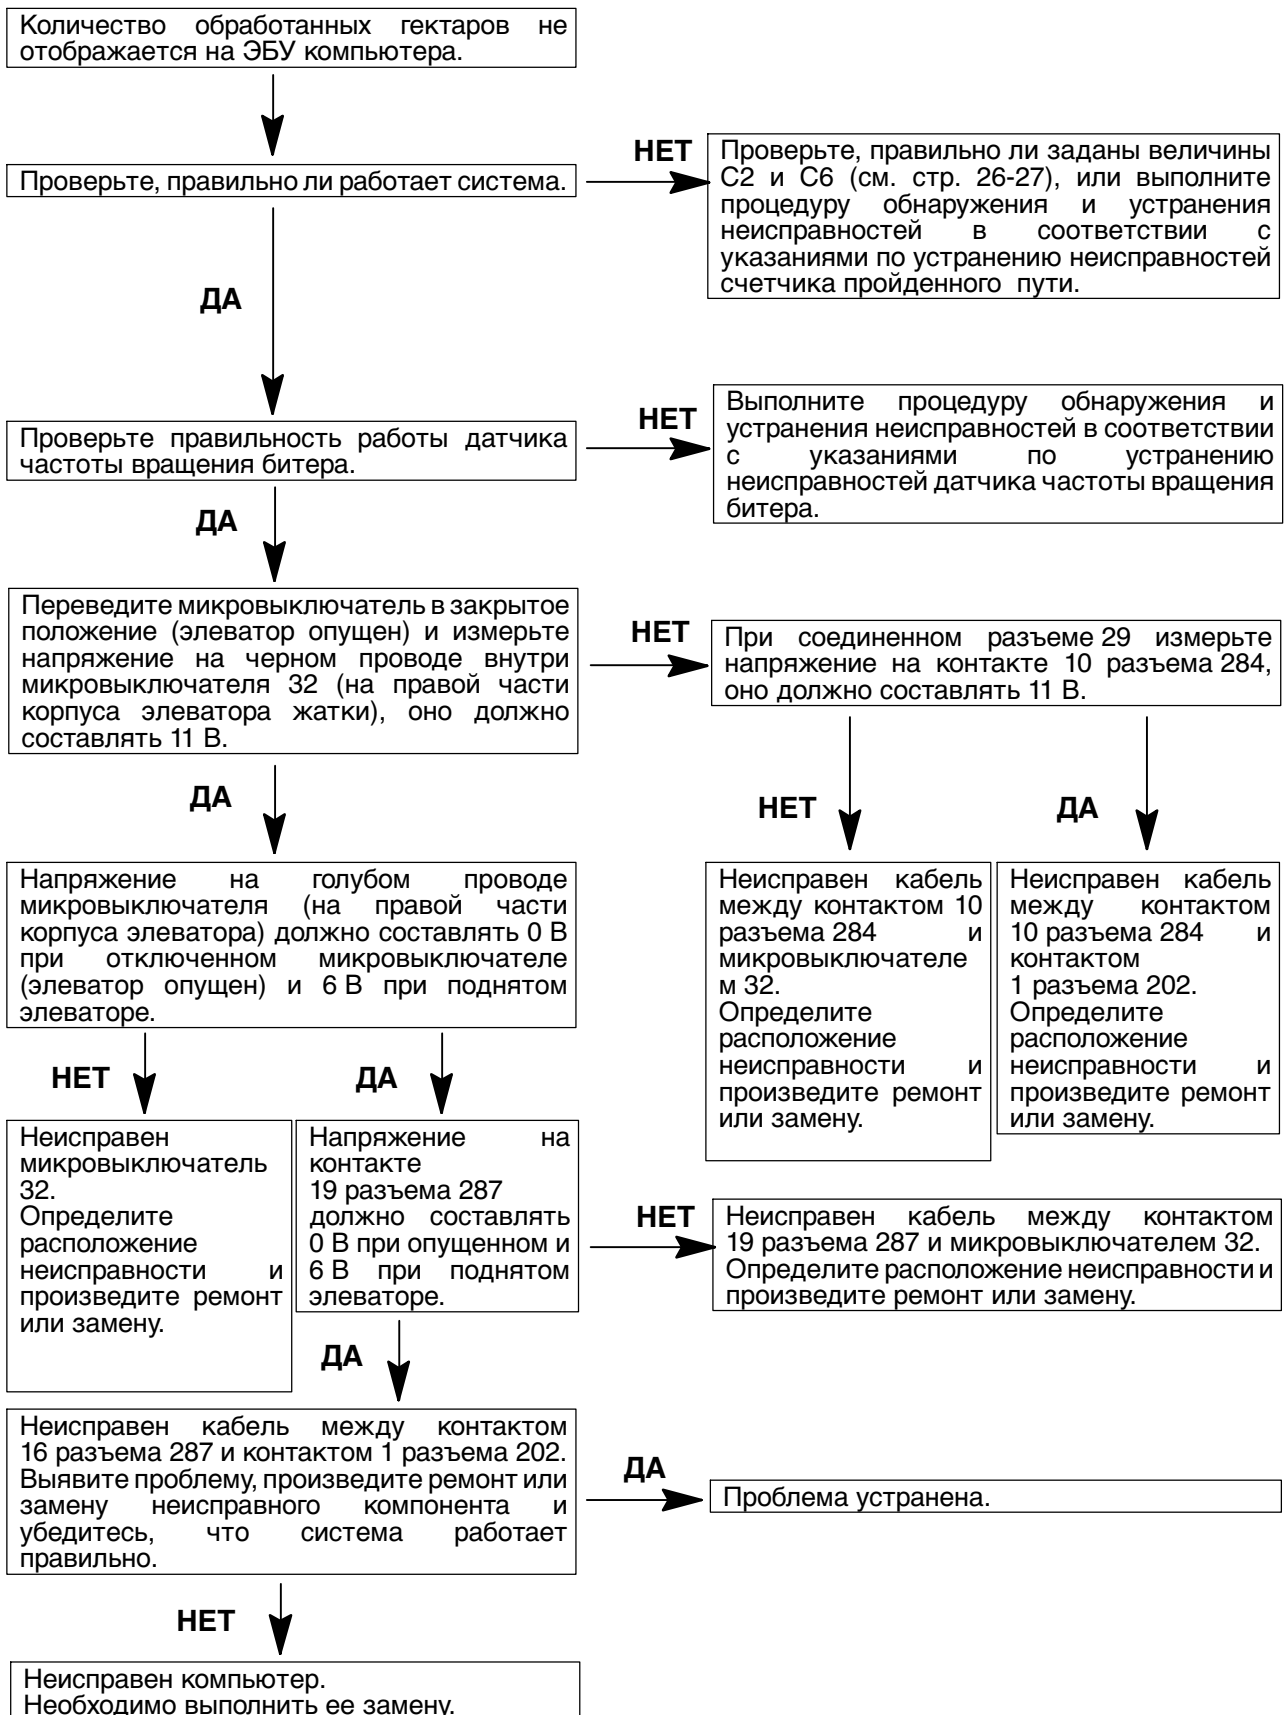 Количество обработанных гектаров не
отображается на ЭБУ компьютера.
Проверьте, правильно ли работает система.
НЕТ
Проверьте, правильно ли заданы величины
С2 и С6 (см. стр. 26-27), или выполните
процедуру обнаружения и устранения
неисправностей в соответствии с
указаниями по устранению неисправностей
счетчика пройденного пути.
ДА
Проверьте правильность работы датчика
частоты вращения битера.
НЕТ
Выполните процедуру обнаружения и
устранения неисправностей в соответствии
с указаниями по устранению
неисправностей датчика частоты вращения
битера.
ДА
Переведите микровыключатель в закрытое
положение (элеватор опущен) и измерьте
напряжение на черном проводе внутри
микровыключателя 32 (на правой части
корпуса элеватора жатки), оно должно
составлять 11 В.
НЕТ
При соединенном разъеме 29 измерьте
напряжение на контакте 10 разъема 284,
оно должно составлять 11 В.
ДА
НЕТ
ДА
Напряжение на голубом проводе
микровыключателя (на правой части
корпуса элеватора) должно составлять 0 В
при отключенном микровыключателе
(элеватор опущен) и 6 В при поднятом
элеваторе.
Неисправен кабель
между контактом 10
разъема 284 и
микровыключателе
м 32.
Определите
расположение
неисправности и
произведите ремонт
или замену.
Неисправен кабель
между контактом
10 разъема 284 и
контактом
1 разъема 202.
Определите
расположение
неисправности и
произведите ремонт
или замену.
НЕТ
ДА
Неисправен
микровыключатель
32.
Определите
расположение
неисправности и
произведите ремонт
или замену.
Напряжение на
контакте
19 разъема 287
должно составлять
0 В при опущенном и
6 В при поднятом
элеваторе.
НЕТ
Неисправен кабель между контактом
19 разъема 287 и микровыключателем 32.
Определите расположение неисправности и
произведите ремонт или замену.
ДА
Неисправен кабель между контактом
16 разъема 287 и контактом 1 разъема 202.
Выявите проблему, произведите ремонт или
замену неисправного компонента и
убедитесь, что система работает
правильно.
ДА
Проблема устранена.
НЕТ
Неисправен компьютер.
Необходимо выполнить ее замену.